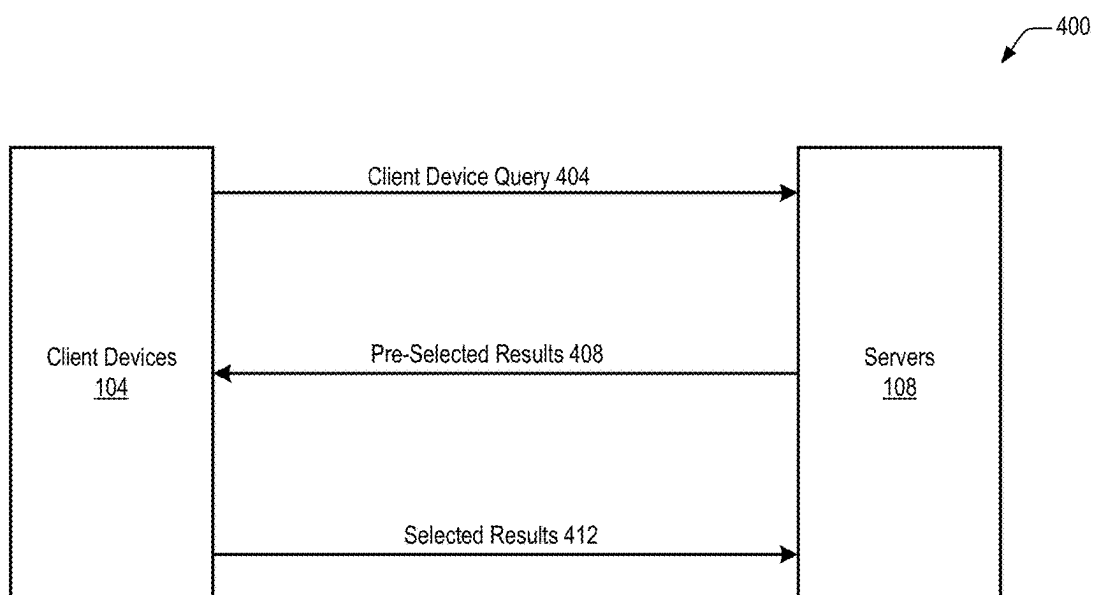 400
Client Device Query 404
Client Devices
104
Pre-Selected Results 408
Servers
108
Selected Results 412